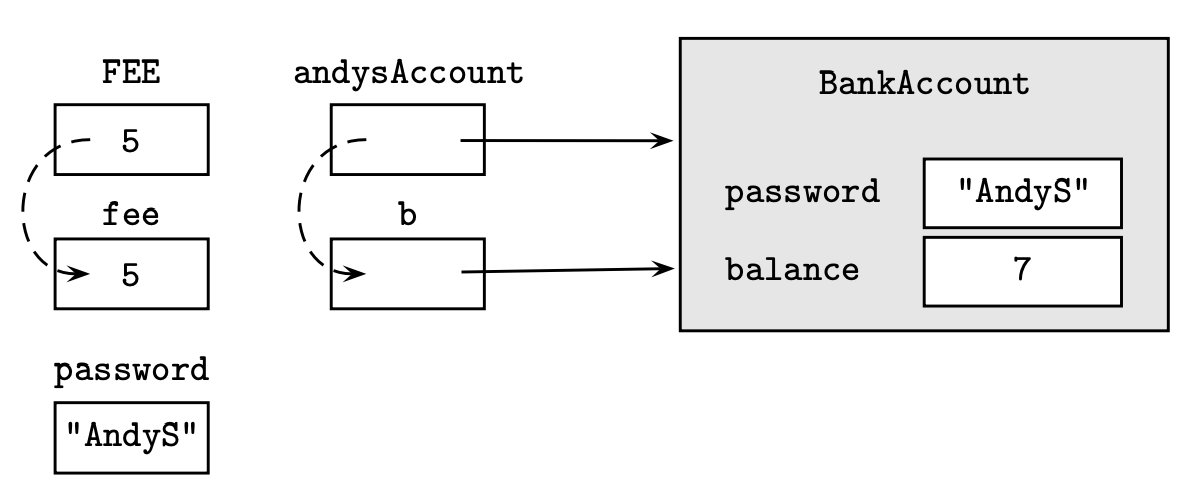 FEE
5
fee
5
password
"AndyS"
andysAccount
b
BankAccount
password "AndyS"
balance 7